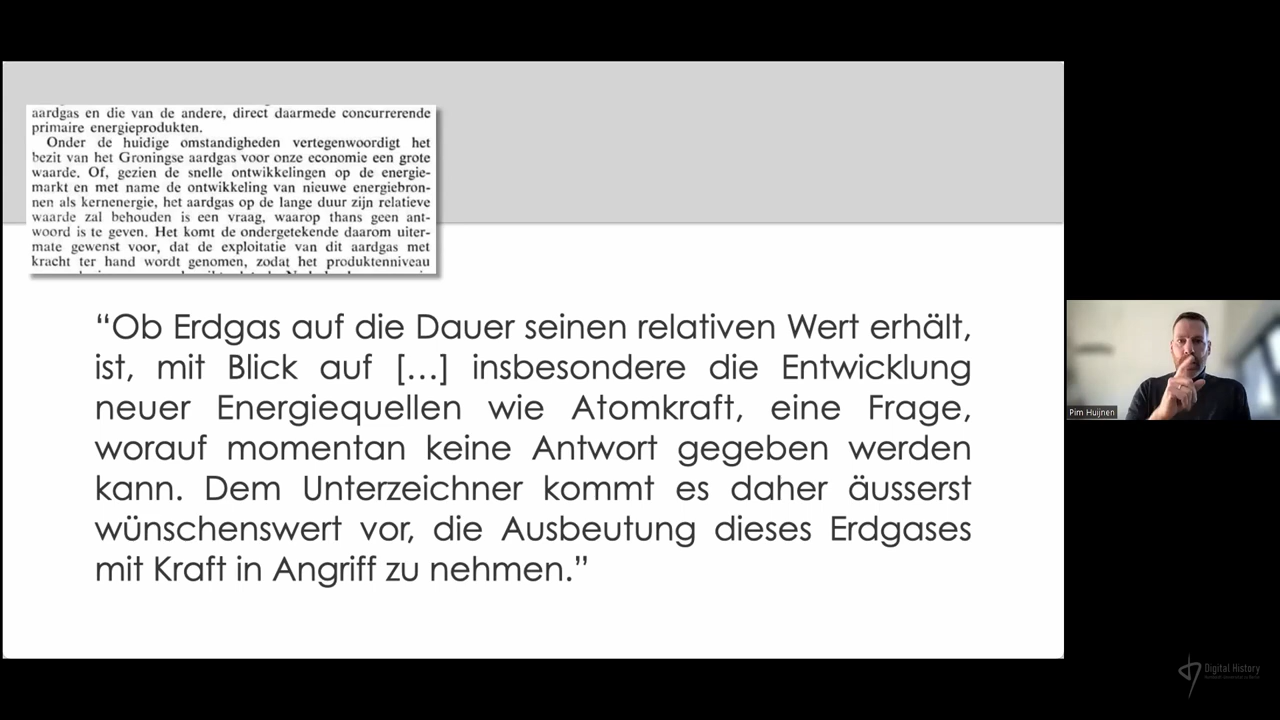 aardgas en die van de andere, direct daarmede concurrerende
primaire energieprodukten.
Onder de huidige omstandigheden vertegenwoordigt het
bezit van het Groningse aardgas voor onze economie een grote
waarde. Of, gezien de snelle ontwikkelingen op de energie-
markt en met name de ontwikkeling van nieuwe energiebron-
nen als kernenergie, het aardgas op de lange duur zijn relatieve
waarde zal behouden is een vraag, waarop thans geen ant-
woord is te geven. Het komt de ondergetekende daarom uiter-
mate gewenst voor, dat de exploitatie van dit aardgas met
kracht ter hand wordt genomen, zodat het produktenniveau
“Ob Erdgas auf die Dauer seinen relativen Wert erhält,
ist, mit Blick auf […] insbesondere die Entwicklung
neuer Energiequellen wie Atomkraft, eine Frage,
worauf momentan keine Antwort gegeben werden
kann. Dem Unterzeichner kommt es daher äusserst
wünschenswert vor, die Ausbeutung dieses Erdgases
mit Kraft in Angriff zu nehmen.”
Pim Huijnen
Digital History